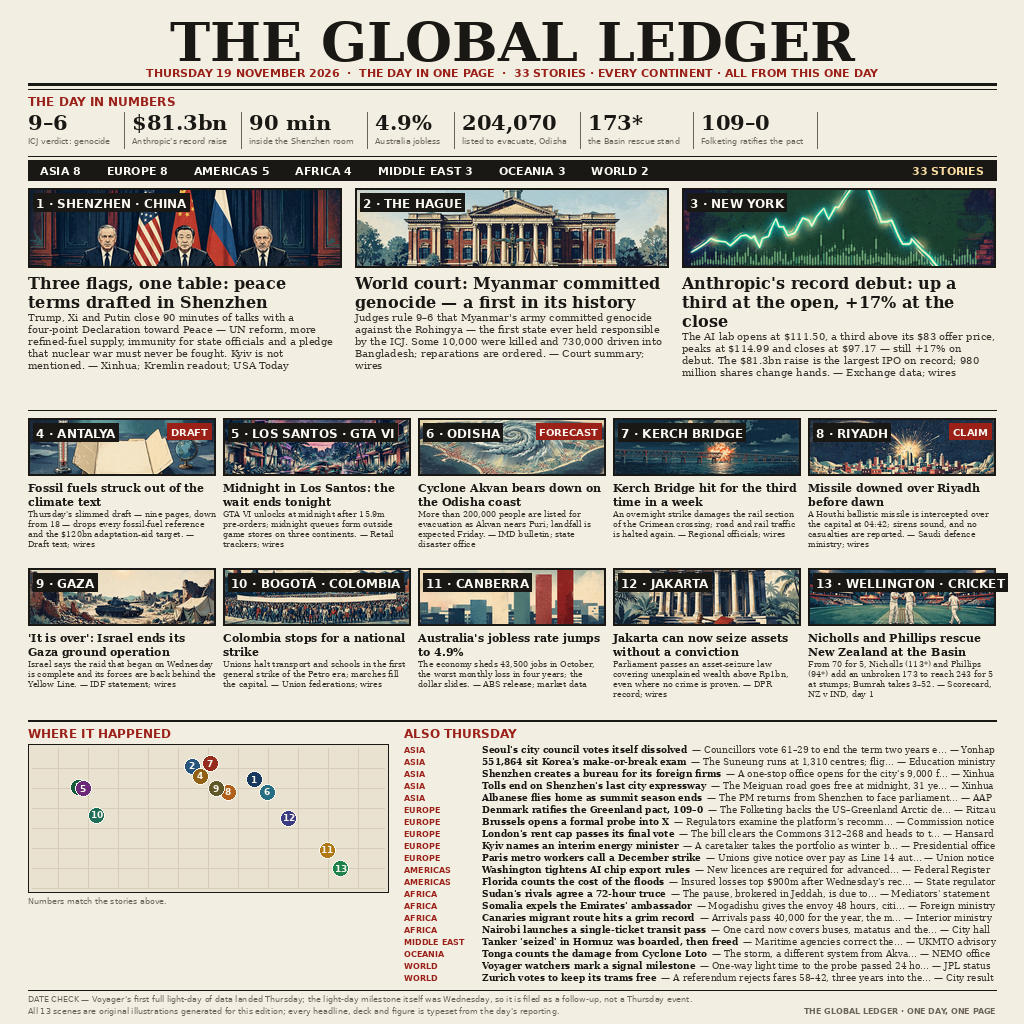 THE GLOBAL LEDGER
THURSDAY 19 NOVEMBER 2026 · THE DAY IN ONE PAGE · 33 STORIES · EVERY CONTINENT · ALL FROM THIS ONE DAY
THE DAY IN NUMBERS
9–6
ICJ verdict: genocide
$81.3bn
Anthropic's record raise
90 min
inside the Shenzhen room
4.9%
Australia jobless
204,070
listed to evacuate, Odisha
173*
the Basin rescue stand
109–0
Folketing ratifies the pact
ASIA 8 EUROPE 8 AMERICAS 5 AFRICA 4 MIDDLE EAST 3 OCEANIA 3 WORLD 2 33 STORIES
1 · SHENZHEN · CHINA
Three flags, one table: peace
terms drafted in Shenzhen
Trump, Xi and Putin close 90 minutes of talks with a
four-point Declaration toward Peace — UN reform, more
refined-fuel supply, immunity for state officials and a pledge
that nuclear war must never be fought. Kyiv is not
mentioned. — Xinhua; Kremlin readout; USA Today
2 · THE HAGUE
World court: Myanmar committed
genocide — a first in its history
Judges rule 9–6 that Myanmar's army committed genocide
against the Rohingya — the first state ever held responsible
by the ICJ. Some 10,000 were killed and 730,000 driven into
Bangladesh; reparations are ordered. — Court summary;
wires
3 · NEW YORK
Anthropic's record debut: up a
third at the open, +17% at the
close
The AI lab opens at $111.50, a third above its $83 offer price,
peaks at $114.99 and closes at $97.17 — still +17% on
debut. The $81.3bn raise is the largest IPO on record; 980
million shares change hands. — Exchange data; wires
4 · ANTALYA
DRAFT
Fossil fuels struck out of the
climate text
Thursday's slimmed draft — nine pages, down
from 18 — drops every fossil-fuel reference
and the $120bn adaptation-aid target. —
Draft text; wires
5 · LOS SANTOS · GTA VI
Midnight in Los Santos: the
wait ends tonight
GTA VI unlocks at midnight after 15.9m
pre-orders; midnight queues form outside
game stores on three continents. — Retail
trackers; wires
6 · ODISHA
FORECAST
Cyclone Akvan bears down on
the Odisha coast
More than 200,000 people are listed for
evacuation as Akvan nears Puri; landfall is
expected Friday. — IMD bulletin; state
disaster office
7 · KERCH BRIDGE
Kerch Bridge hit for the third
time in a week
An overnight strike damages the rail section
of the Crimean crossing; road and rail traffic
is halted again. — Regional officials; wires
8 · RIYADH
CLAIM
Missile downed over Riyadh
before dawn
A Houthi ballistic missile is intercepted over
the capital at 04:42; sirens sound, and no
casualties are reported. — Saudi defence
ministry; wires
9 · GAZA
'It is over': Israel ends its
Gaza ground operation
Israel says the raid that began on Wednesday
is complete and its forces are back behind the
Yellow Line. — IDF statement; wires
10 · BOGOTÁ · COLOMBIA
Colombia stops for a national
strike
Unions halt transport and schools in the first
general strike of the Petro era; marches fill
the capital. — Union federations; wires
11 · CANBERRA
Australia's jobless rate jumps
to 4.9%
The economy sheds 43,500 jobs in October,
the worst monthly loss in four years; the
dollar slides. — ABS release; market data
12 · JAKARTA
Jakarta can now seize assets
without a conviction
Parliament passes an asset-seizure law
covering unexplained wealth above Rp1bn,
even where no crime is proven. — DPR
record; wires
13 · WELLINGTON · CRICKET
Nicholls and Phillips rescue
New Zealand at the Basin
From 70 for 5, Nicholls (113*) and Phillips
(94*) add an unbroken 173 to reach 243 for 5
at stumps; Bumrah takes 3–52. — Scorecard,
NZ v IND, day 1
WHERE IT HAPPENED
2
7
4
1
5
9
8
6
10
12
11
13
Numbers match the stories above.
ALSO THURSDAY
ASIA Seoul's city council votes itself dissolved — Councillors vote 61–29 to end the term two years e... — Yonhap
ASIA 551,864 sit Korea's make-or-break exam — The Suneung runs at 1,310 centres; flig... — Education ministry
ASIA Shenzhen creates a bureau for its foreign firms — A one-stop office opens for the city's 9,000 f... — Xinhua
ASIA Tolls end on Shenzhen's last city expressway — The Meiguan road goes free at midnight, 31 ye... — Xinhua
ASIA Albanese flies home as summit season ends — The PM returns from Shenzhen to face parliament... — AAP
EUROPE Denmark ratifies the Greenland pact, 109–0 — The Folketing backs the US–Greenland Arctic de... — Ritzau
EUROPE Brussels opens a formal probe into X — Regulators examine the platform's recomm... — Commission notice
EUROPE London's rent cap passes its final vote — The bill clears the Commons 312–268 and heads to t... — Hansard
EUROPE Kyiv names an interim energy minister — A caretaker takes the portfolio as winter b... — Presidential office
EUROPE Paris metro workers call a December strike — Unions give notice over pay as Line 14 aut... — Union notice
AMERICAS Washington tightens AI chip export rules — New licences are required for advanced... — Federal Register
AMERICAS Florida counts the cost of the floods — Insured losses top $900m after Wednesday's rec... — State regulator
AFRICA Sudan's rivals agree a 72-hour truce — The pause, brokered in Jeddah, is due to... — Mediators' statement
AFRICA Somalia expels the Emirates' ambassador — Mogadishu gives the envoy 48 hours, citi... — Foreign ministry
AFRICA Canaries migrant route hits a grim record — Arrivals pass 40,000 for the year, the m... — Interior ministry
AFRICA Nairobi launches a single-ticket transit pass — One card now covers buses, matatus and the... — City hall
MIDDLE EAST Tanker 'seized' in Hormuz was boarded, then freed — Maritime agencies correct the... — UKMTO advisory
OCEANIA Tonga counts the damage from Cyclone Loto — The storm, a different system from Akva... — NEMO office
WORLD Voyager watchers mark a signal milestone — One-way light time to the probe passed 24 ho... — JPL status
WORLD Zurich votes to keep its trams free — A referendum rejects fares 58–42, three years into the... — City result
DATE CHECK — Voyager's first full light-day of data landed Thursday; the light-day milestone itself was Wednesday, so it is filed as a follow-up, not a Thursday event.
All 13 scenes are original illustrations generated for this edition; every headline, deck and figure is typeset from the day's reporting.
THE GLOBAL LEDGER · ONE DAY, ONE PAGE